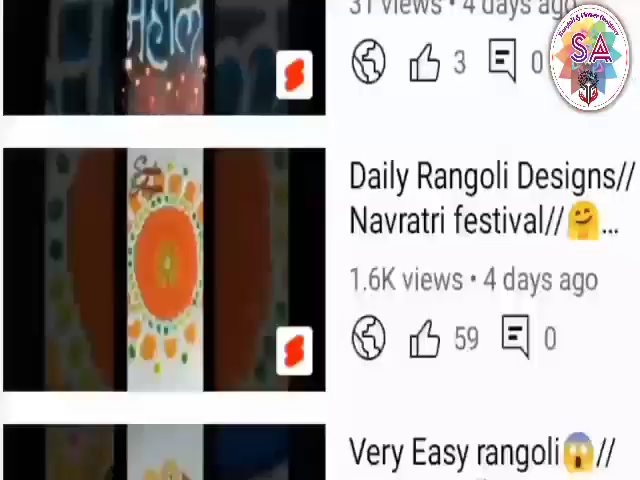 31 views • 4 days ago
3
0
SA
Daily Rangoli Designs//
Navratri festival//🤗...
1.6K views • 4 days ago
59
0
Very Easy rangoli😱//